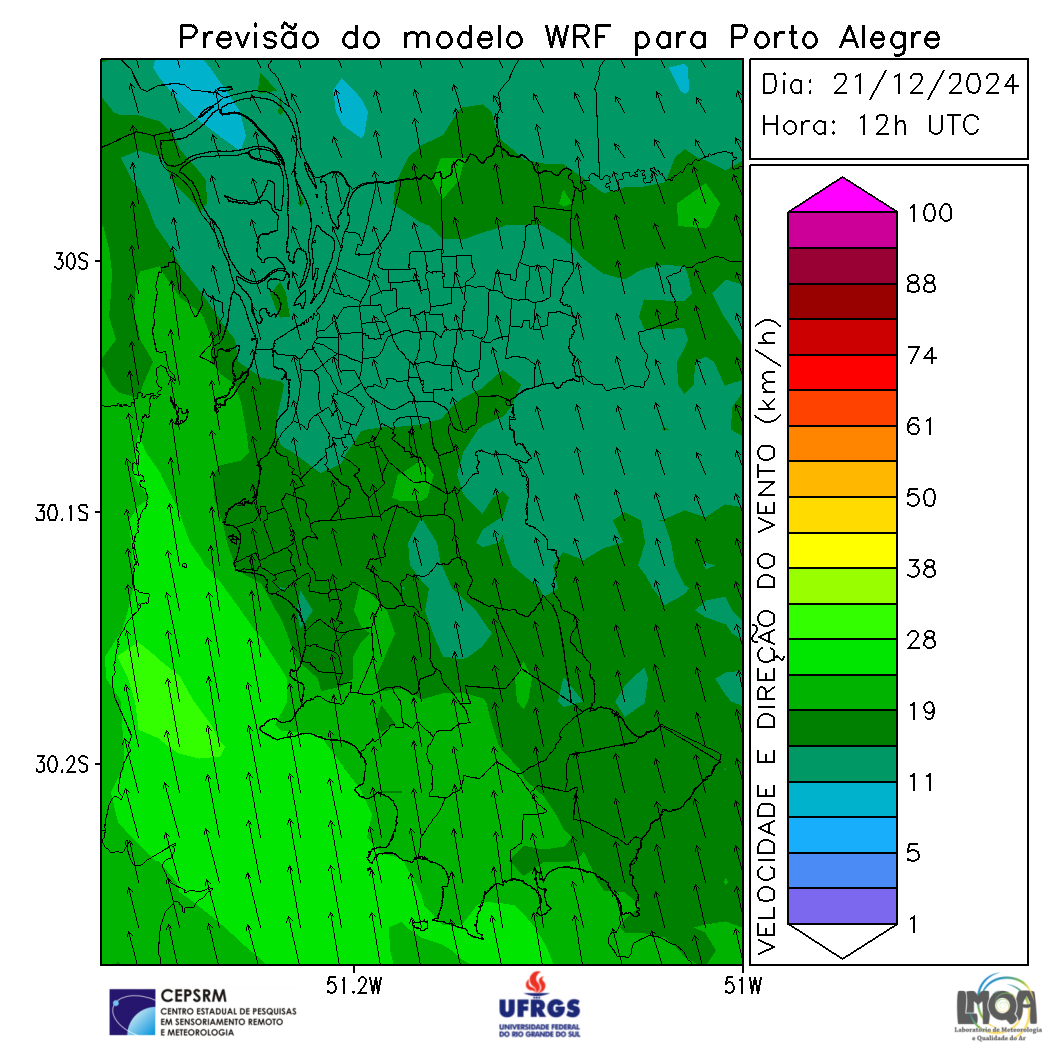 Previsão do modelo WRF para Porto Alegre
Dia: 21/12/2024
Hora: 12h UTC
30S
30.1S
30.2S
51.2W
51W
VELOCIDADE E DIREÇÃO DO VENTO (km/h)
100
88
74
61
50
38
28
19
11
5
1
CEPSRM
CENTRO ESTADUAL DE PESQUISAS
EM SENSORIAMENTO REMOTO
E METEOROLOGIA
UFRGS
UNIVERSIDADE FEDERAL
DO RIO GRANDE DO SUL
LMQA
Laboratório de Meteorologia
e Qualidade do Ar